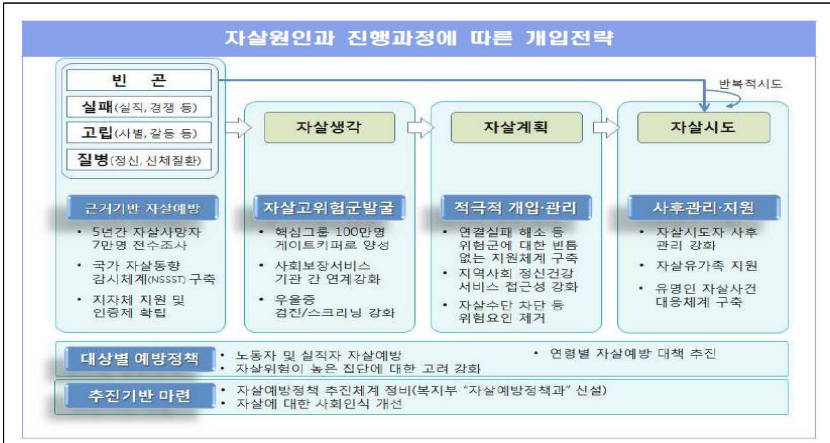 자살원인과 진행과정에 따른 개입전략
빈 곤
실패(실직, 경쟁 등)
고립(사별, 갈등 등)
질병(정신, 신체질환)
자살생각
자살계획
자살시도
반복적시도
근거기반 자살예방
• 5년간 자살사망자
7만명 전수조사
• 국가 자살동향
감시체계(NSSST) 구축
• 지자체 지원 및
인증제 확립
자살고위험군발굴
• 핵심그룹 100만명
게이트키퍼로 양성
• 사회보장서비스
기관 간 연계강화
• 우울증
검진/스크리닝 강화
적극적 개입·관리
• 연결실패 해소 등
위험군에 대한 빈틈
없는 지원체계 구축
• 지역사회 정신건강
서비스 접근성 강화
• 자살수단 차단 등
위험요인 제거
사후관리·지원
• 자살시도자 사후
관리 강화
• 자살유가족 지원
• 유명인 자살사건
대응체계 구축
대상별 예방정책
• 노동자 및 실직자 자살예방
• 연령별 자살예방 대책 추진
• 자살위험이 높은 집단에 대한 고려 강화
추진기반 마련
• 자살예방정책 추진체계 정비(복지부 “자살예방정책과” 신설)
• 자살에 대한 사회인식 개선